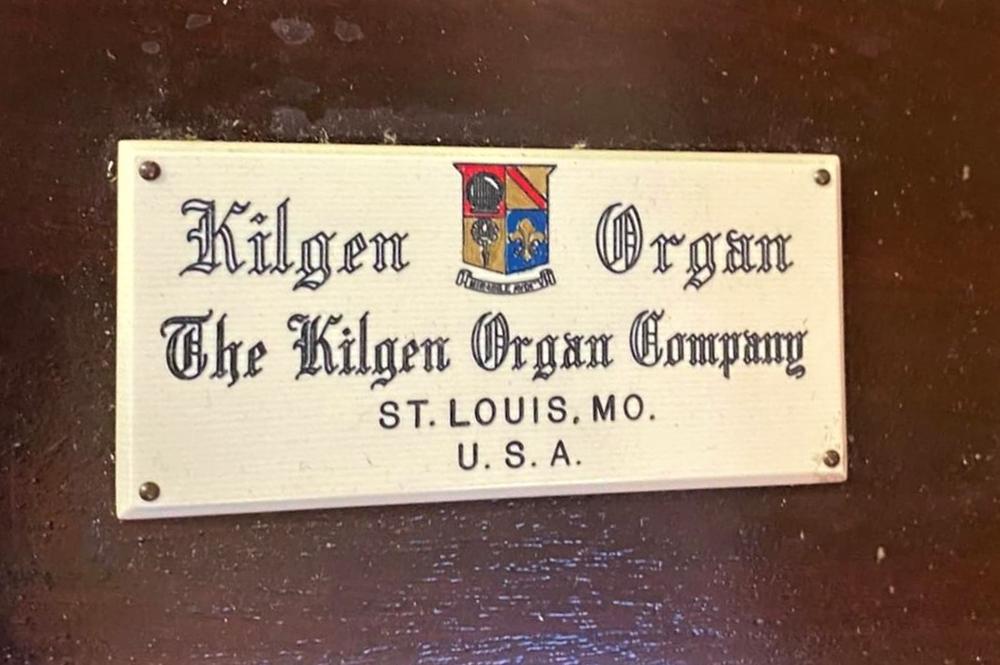 Kilgen Organ
The Kilgen Organ Company
ST. LOUIS, MO.
U. S. A.